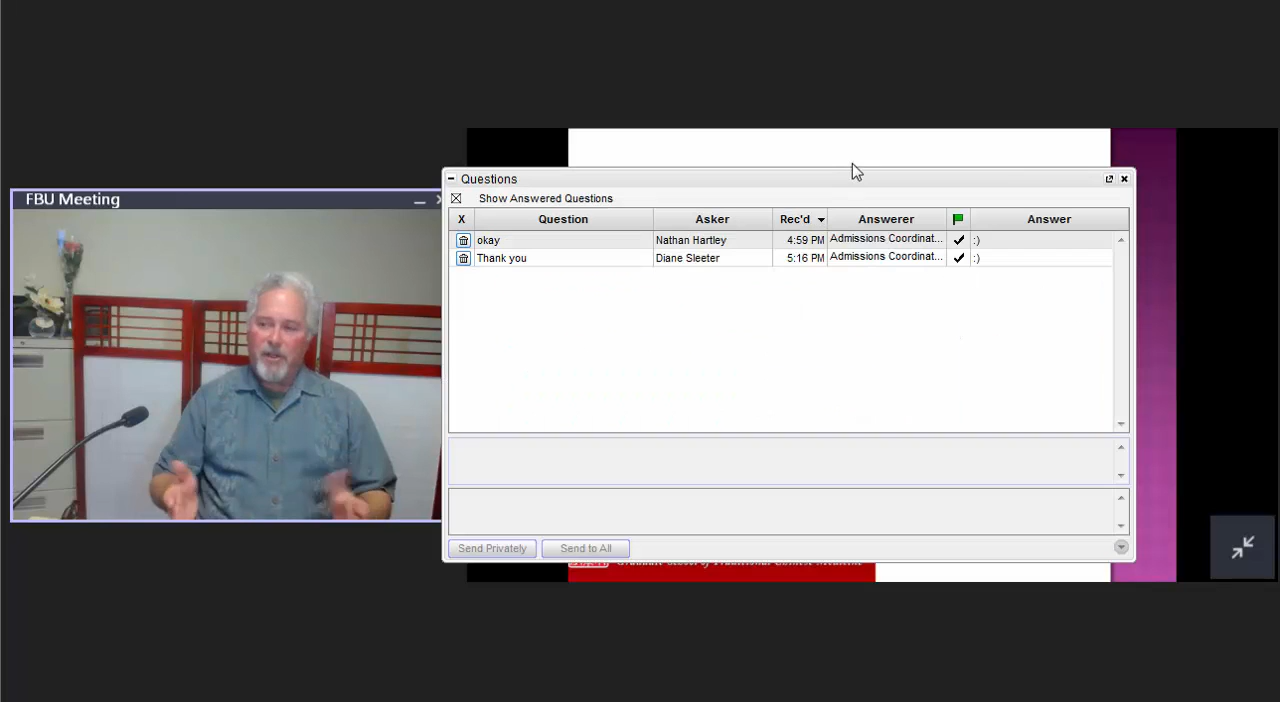 FBU Meeting
Questions
Show Answered Questions
X Question Asker Rec'd Answerer Answer
okay Nathan Hartley 4:59 PM Admissions Coordinat... :)
Thank you Diane Sleeter 5:16 PM Admissions Coordinat... :)
Send Privately Send to All